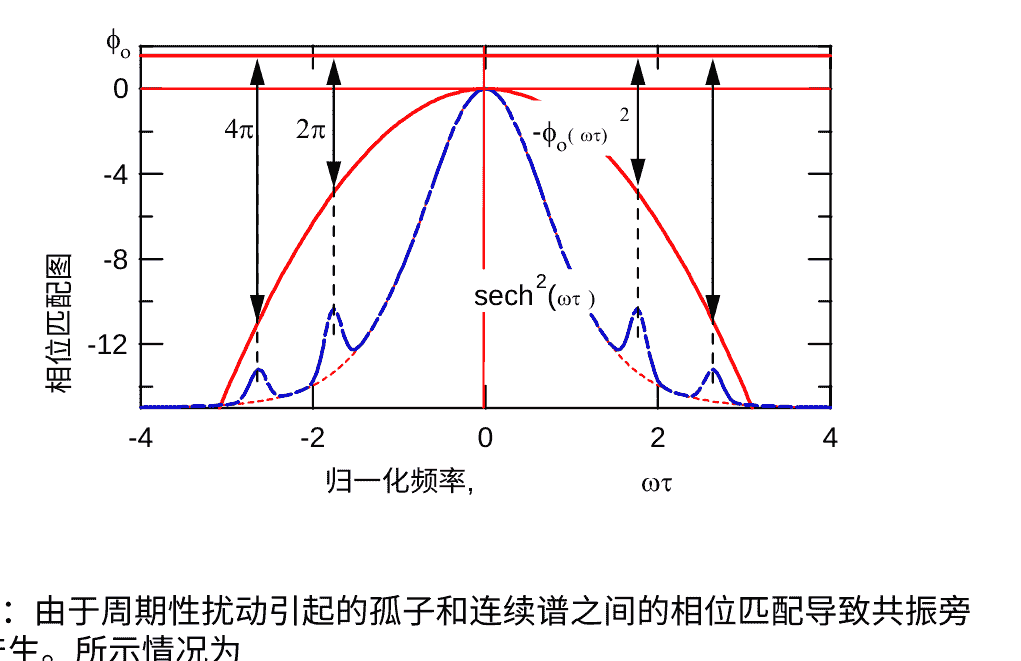 ϕo
0
4π
2π
-ϕo(ωτ)2
-4
-8
sech2(ωτ)
-12
相位匹配图
-4
-2
0
2
4
归一化频率,
ωτ
：由于周期性扰动引起的孤子和连续谱之间的相位匹配导致共振旁
生。所示情况为